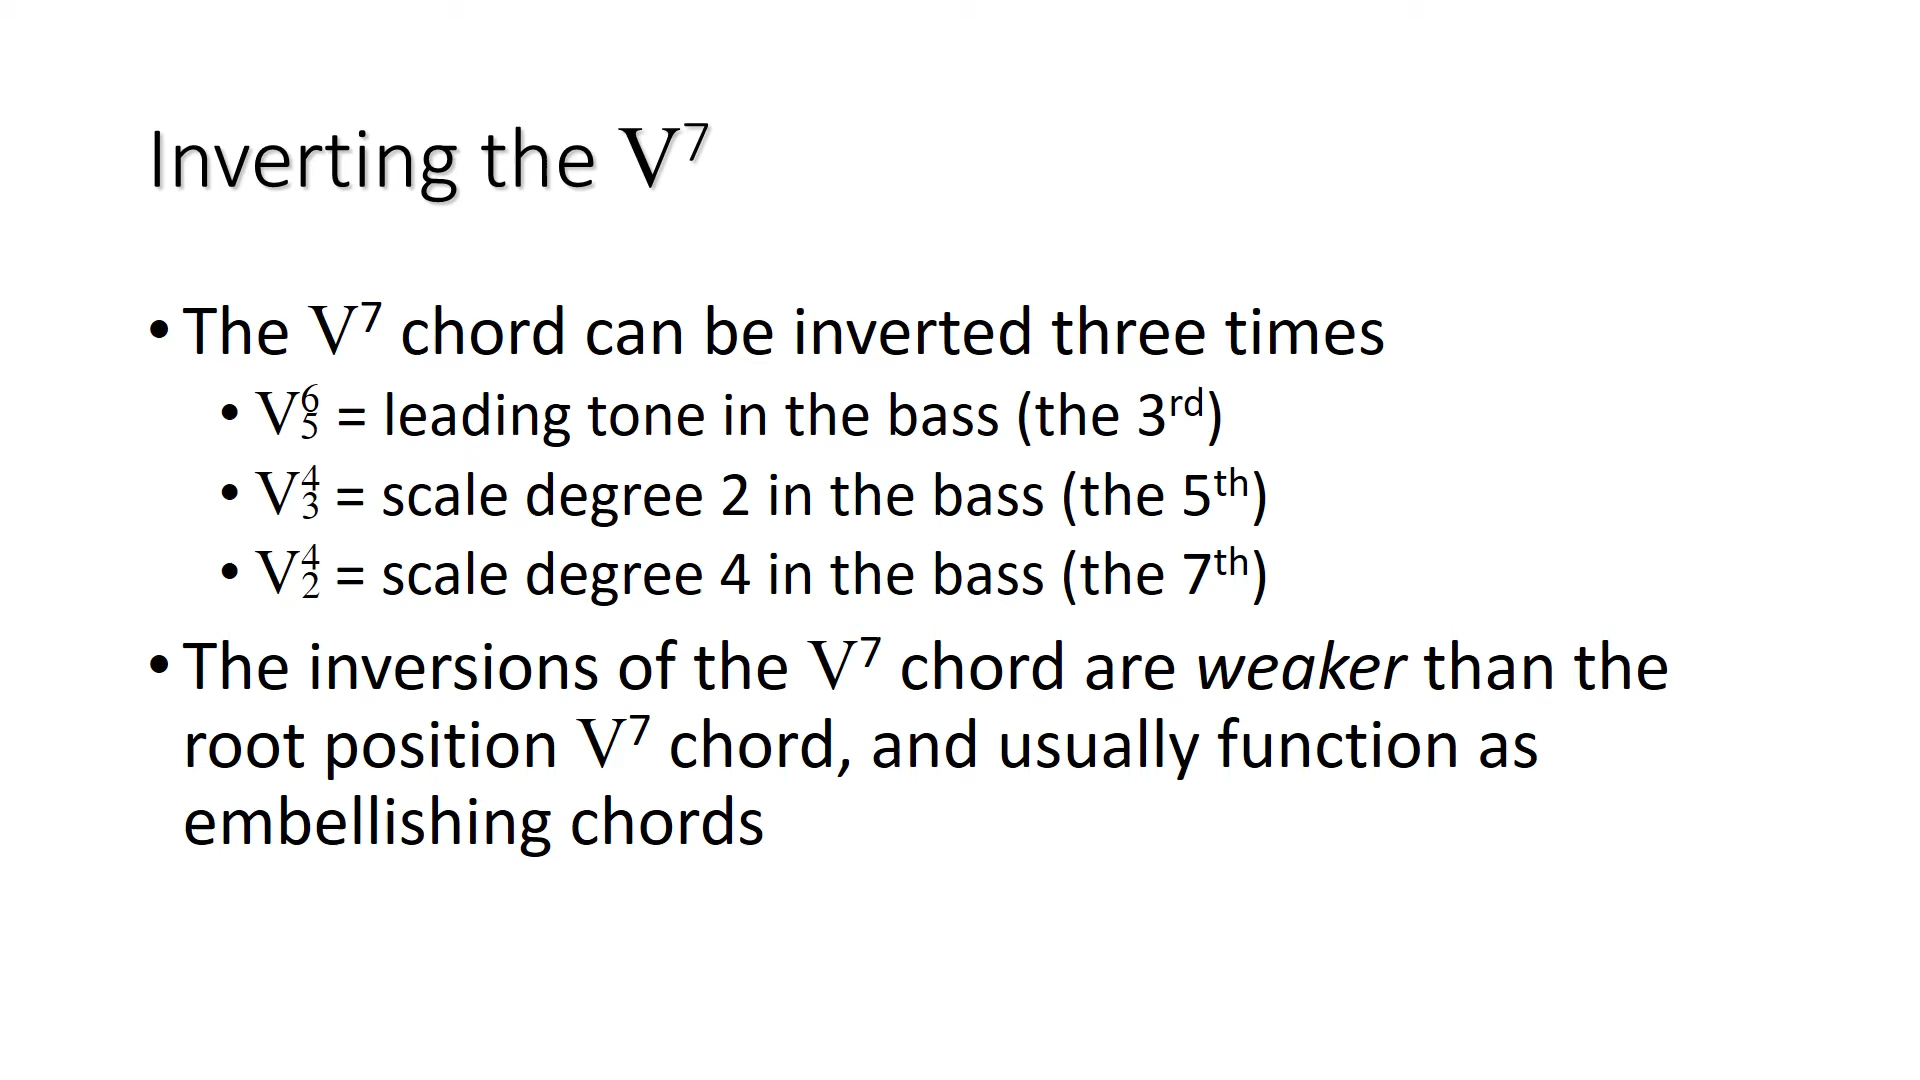 Inverting the V⁷
• The V⁷ chord can be inverted three times
• V⁶₅ = leading tone in the bass (the 3ʳᵈ)
• V⁴₃ = scale degree 2 in the bass (the 5ᵗʰ)
• V⁴₂ = scale degree 4 in the bass (the 7ᵗʰ)
• The inversions of the V⁷ chord are weaker than the
root position V⁷ chord, and usually function as
embellishing chords